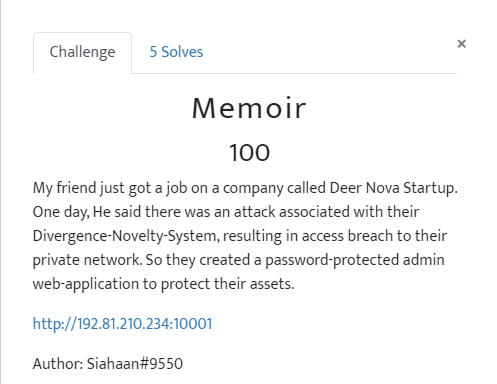 Challenge
5 Solves
×
Memoir
100
My friend just got a job on a company called Deer Nova Startup.
One day, He said there was an attack associated with their
Divergence-Novelty-System, resulting in access breach to their
private network. So they created a password-protected admin
web-application to protect their assets.
http://192.81.210.234:10001
Author: Siahaan#9550